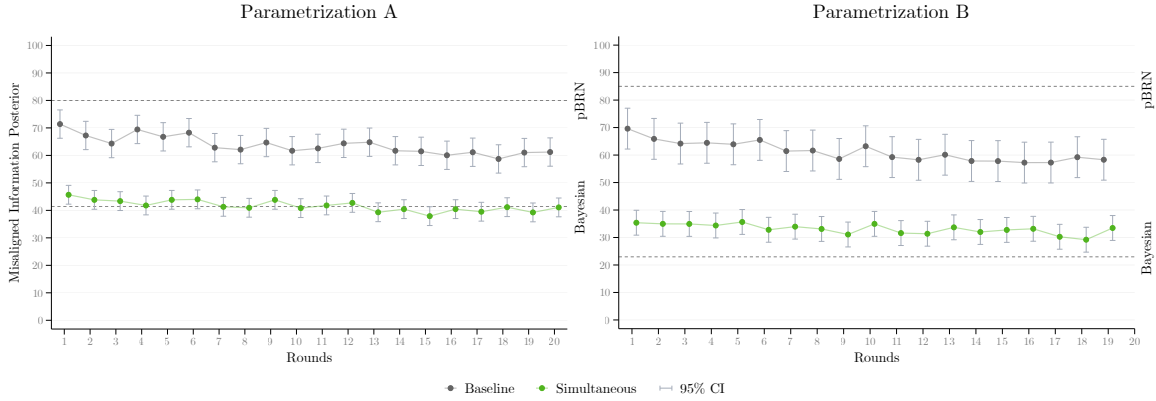 Parametrization A
Misaligned Information Posterior
100
90
80
70
60
50
40
30
20
10
0
pBRN
Bayesian
1 2 3 4 5 6 7 8 9 10 11 12 13 14 15 16 17 18 19 20
Rounds
Parametrization B
100
90
80
70
60
50
40
30
20
10
0
pBRN
Bayesian
1 2 3 4 5 6 7 8 9 10 11 12 13 14 15 16 17 18 19 20
Rounds
Baseline Simultaneous 95% CI